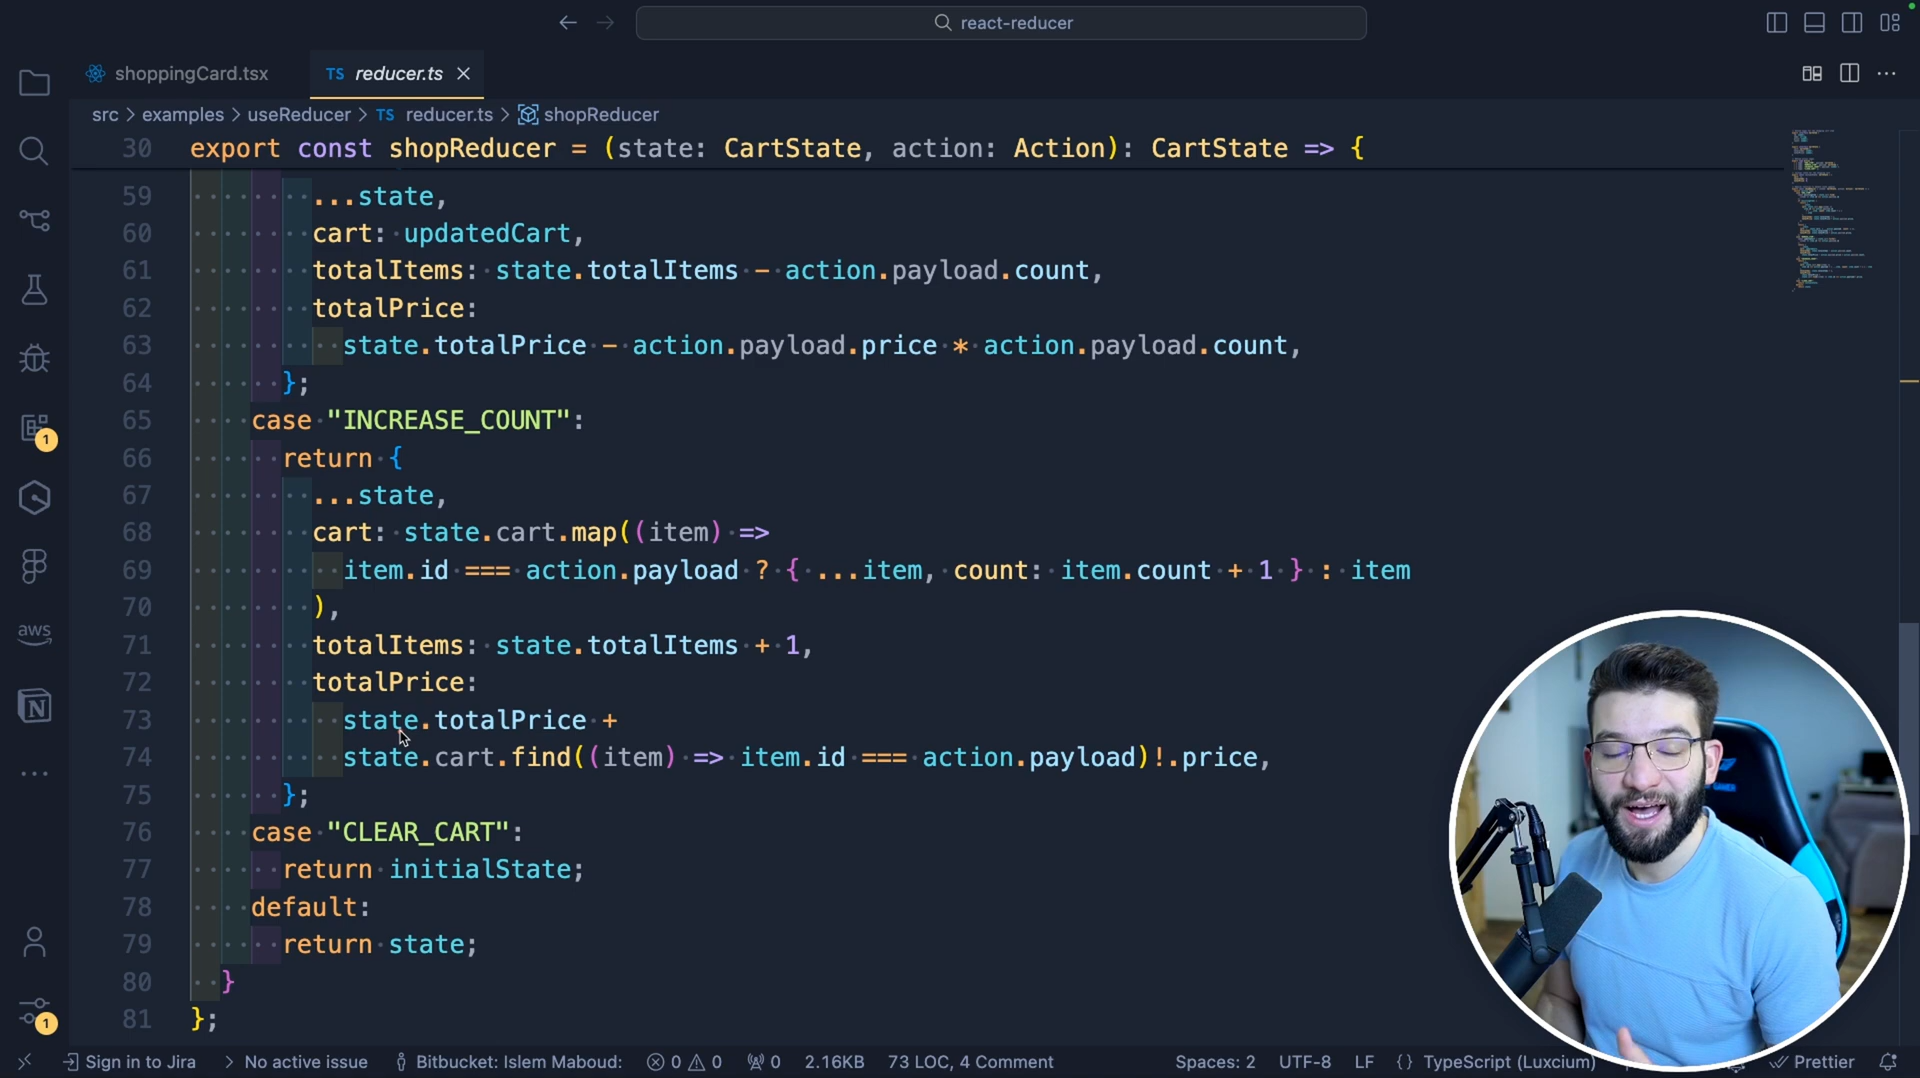 react-reducer
shoppingCard.tsx
TS reducer.ts
src > examples > useReducer > TS reducer.ts > shopReducer
30 export const shopReducer = (state: CartState, action: Action): CartState => {
59 ...state,
60 cart: updatedCart,
61 totalItems: state.totalItems - action.payload.count,
62 totalPrice:
63 state.totalPrice - action.payload.price * action.payload.count,
64 };
65 case "INCREASE_COUNT":
66 return {
67 ...state,
68 cart: state.cart.map((item) =>
69 item.id === action.payload ? { ...item, count: item.count + 1 } : item
70 ),
71 totalItems: state.totalItems + 1,
72 totalPrice:
73 state.totalPrice +
74 state.cart.find((item) => item.id === action.payload)!.price,
75 };
76 case "CLEAR_CART":
77 return initialState;
78 default:
79 return state;
80 }
81 };
1
aws
N
1
Sign in to Jira > No active issue Bitbucket: Islem Maboud: 0 0 0 2.16KB 73 LOC, 4 Comment Spaces: 2 UTF-8 LF {} TypeScript (Luxcium) Prettier